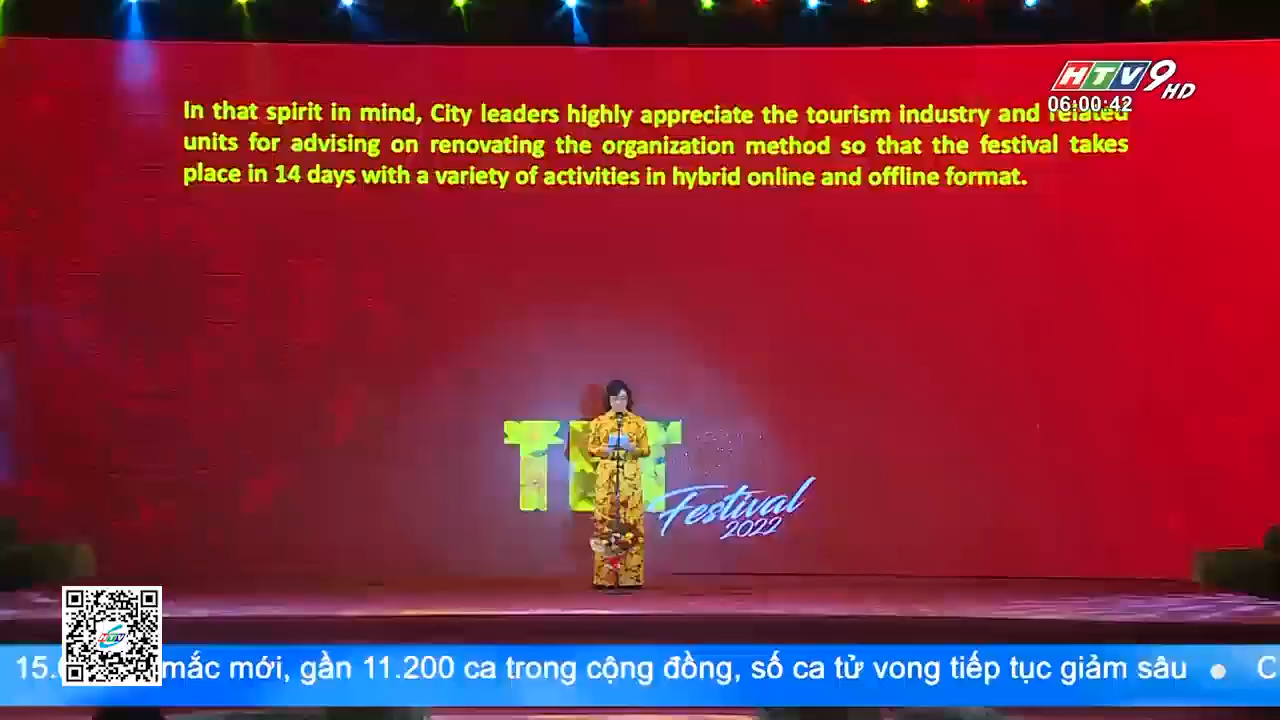 HTV9 HD
06:00:42
In that spirit in mind, City leaders highly appreciate the tourism industry and related
units for advising on renovating the organization method so that the festival takes
place in 14 days with a variety of activities in hybrid online and offline format.
TET
Festival
2022
HTV
mắc mới, gần 11.200 ca trong cộng đồng, số ca tử vong tiếp tục giảm sâu • C